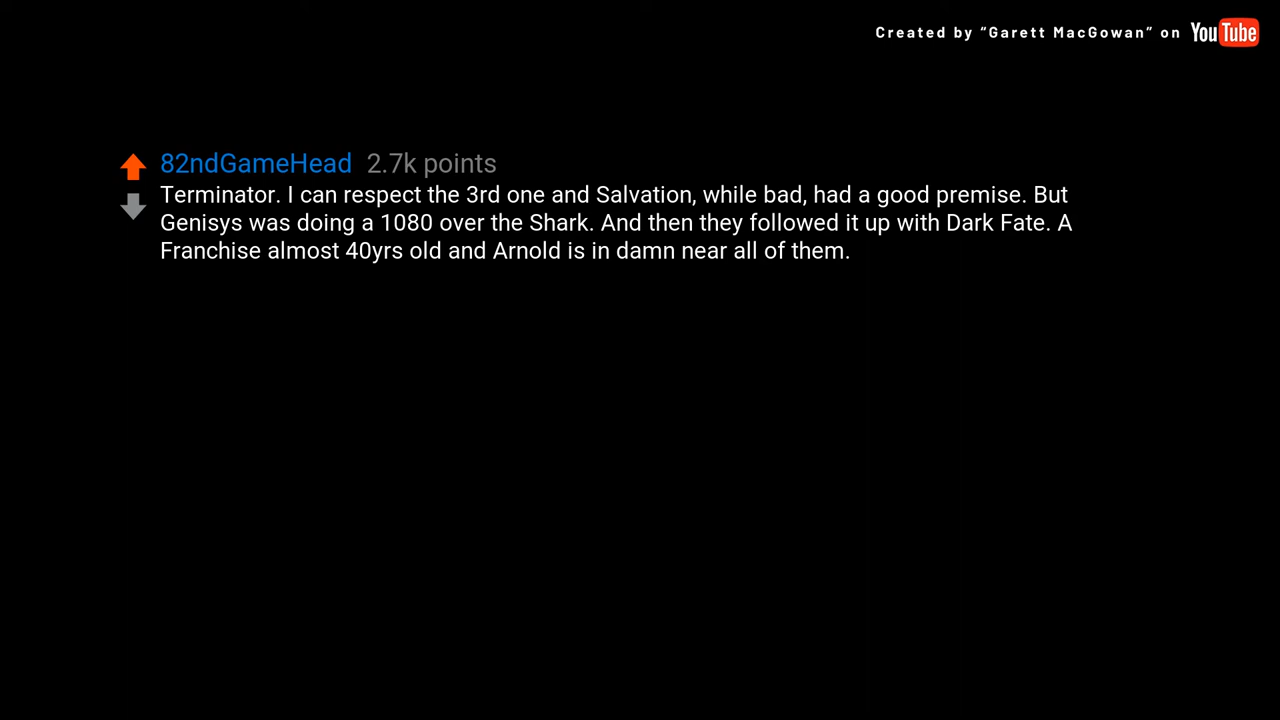 Created by “Garett MacGowan” on YouTube
82ndGameHead 2.7k points
Terminator. I can respect the 3rd one and Salvation, while bad, had a good premise. But
Genisys was doing a 1080 over the Shark. And then they followed it up with Dark Fate. A
Franchise almost 40yrs old and Arnold is in damn near all of them.